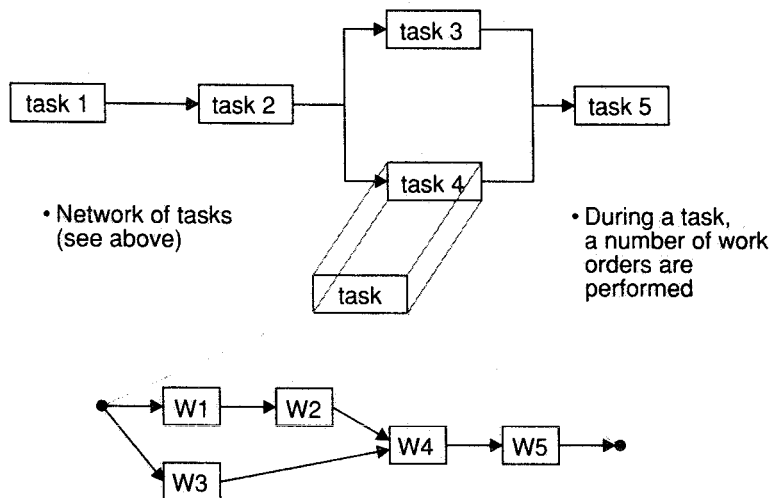 task 3
task 1
task 2
task 5
task 4
• Network of tasks
(see above)
• During a task,
a number of work
orders are
performed
task
W1
W2
W4
W5
W3